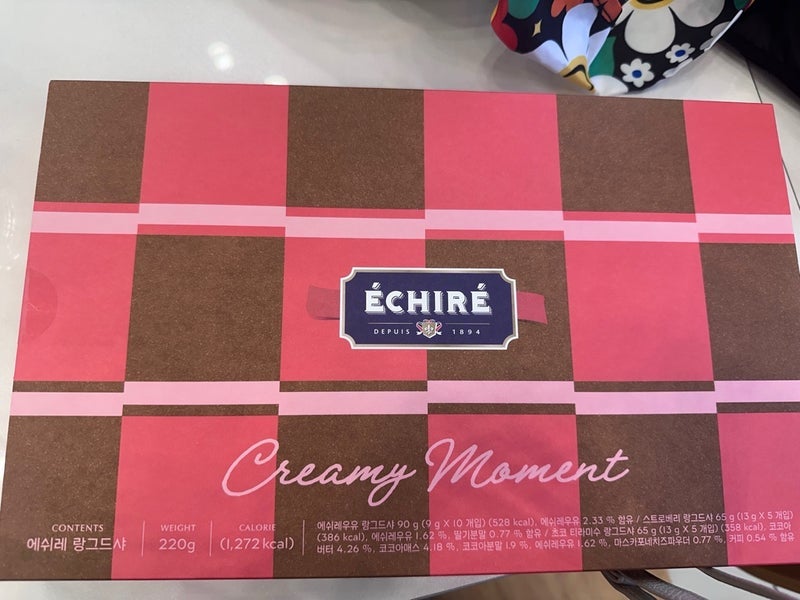 ÉCHIRÉ
DEPUIS 1894
Creamy Moment
CONTENTS
에쉬레 랑그드샤
WEIGHT
220g
CALORIE
(1,272 kcal)
에쉬레우유 랑그드샤 90 g (9 g X 10 개입) (528 kcal), 에쉬레우유 2.33 % 함유 / 스트로베리 랑그드샤 65 g (13 g X 5 개입)
(386 kcal), 에쉬레우유 1.62 %, 딸기분말 0.77 % 함유 / 초코 티라미수 랑그드샤 65 g (13 g X 5 개입) (358 kcal), 코코아
버터 4.26 %, 코코아매스 4.18 %, 코코아분말 1.9 %, 에쉬레우유 1.62 %, 마스카포네치즈파우더 0.77 %, 커피 0.54 % 함유